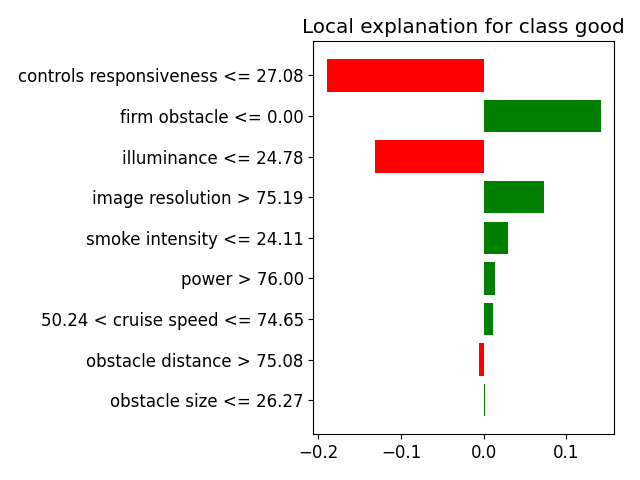 Local explanation for class good
controls responsiveness <= 27.08
firm obstacle <= 0.00
illuminance <= 24.78
image resolution > 75.19
smoke intensity <= 24.11
power > 76.00
50.24 < cruise speed <= 74.65
obstacle distance > 75.08
obstacle size <= 26.27
−0.2 −0.1 0.0 0.1